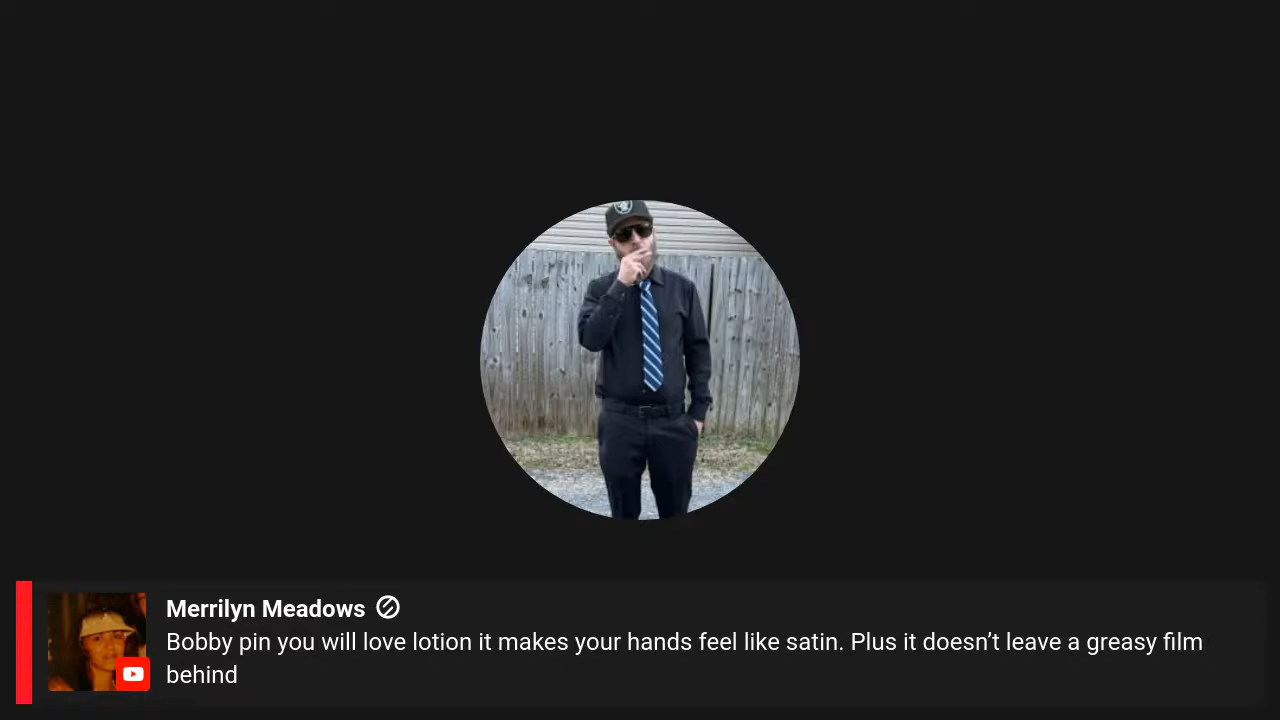 Merrilyn Meadows
Bobby pin you will love lotion it makes your hands feel like satin. Plus it doesn’t leave a greasy film
behind